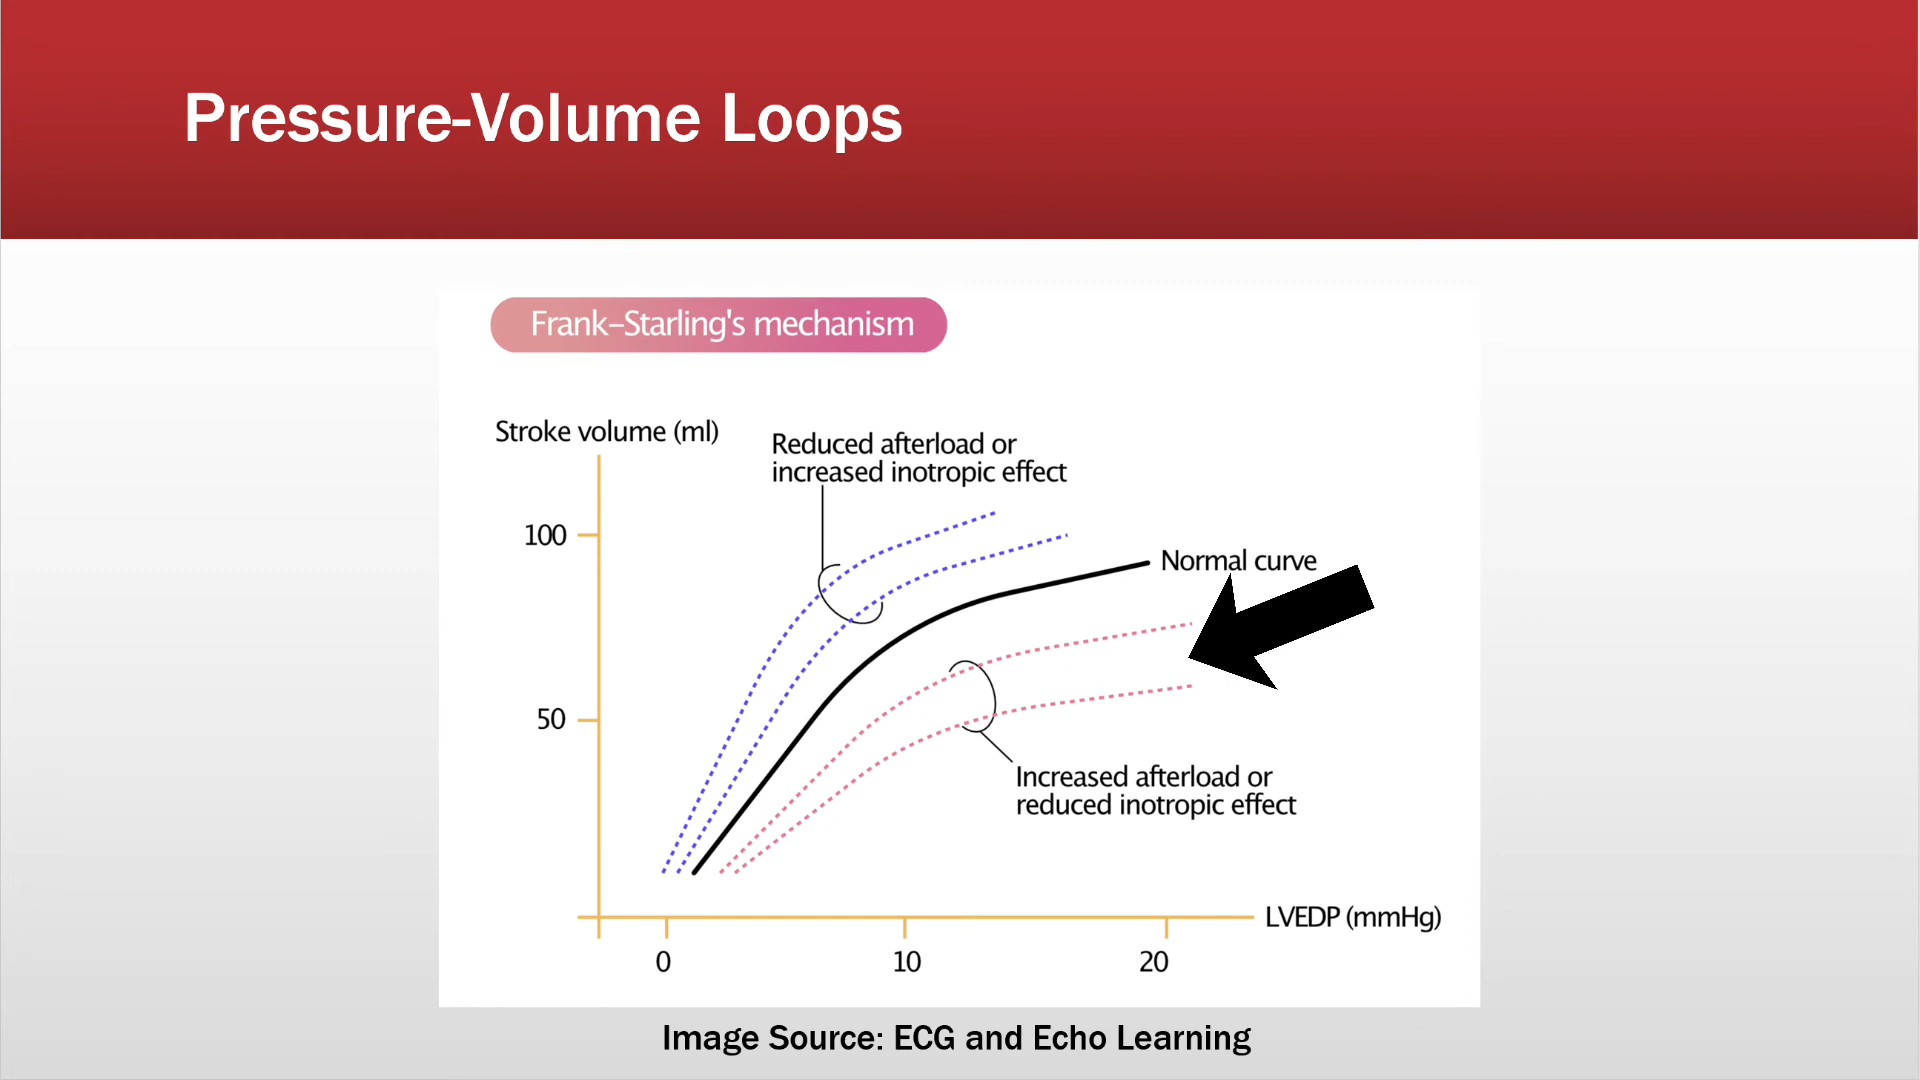 Pressure-Volume Loops
Frank–Starling's mechanism
Stroke volume (ml)
Reduced afterload or
increased inotropic effect
100
Normal curve
50
Increased afterload or
reduced inotropic effect
LVEDP (mmHg)
0
10
20
Image Source: ECG and Echo Learning